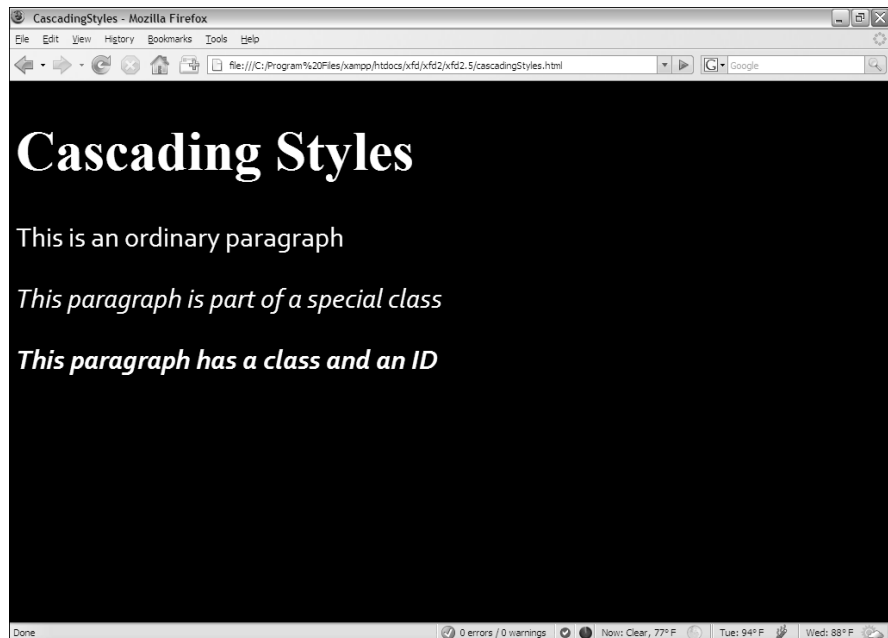 CascadingStyles - Mozilla Firefox
File Edit View History Bookmarks Tools Help
file:///C:/Program%20Files/xampp/htdocs/xfd/xfd2/xfd2.5/cascadingStyles.html G Google
Cascading Styles
This is an ordinary paragraph
This paragraph is part of a special class
This paragraph has a class and an ID
Done 0 errors / 0 warnings Now: Clear, 77° F Tue: 94° F Wed: 88° F